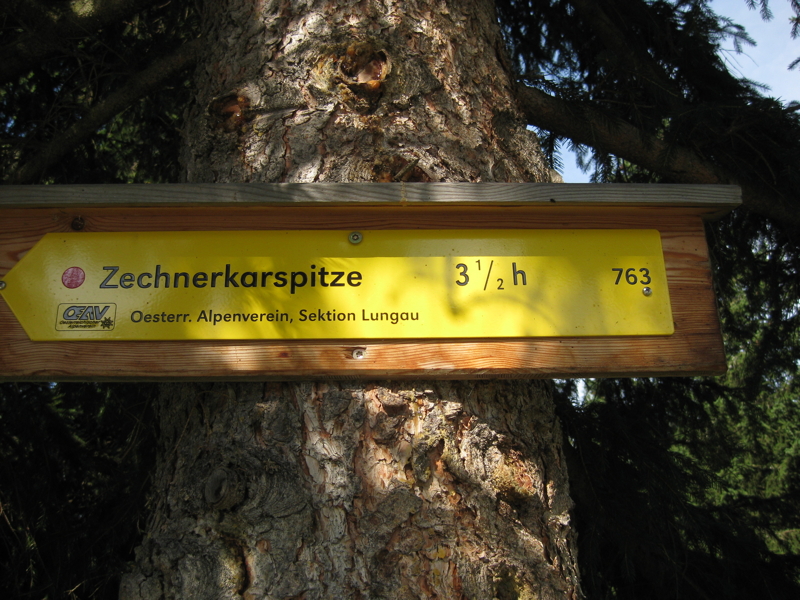 Zechnerkarspitze 3 1/2 h 763
OEAV
Oesterr. Alpenverein, Sektion Lungau